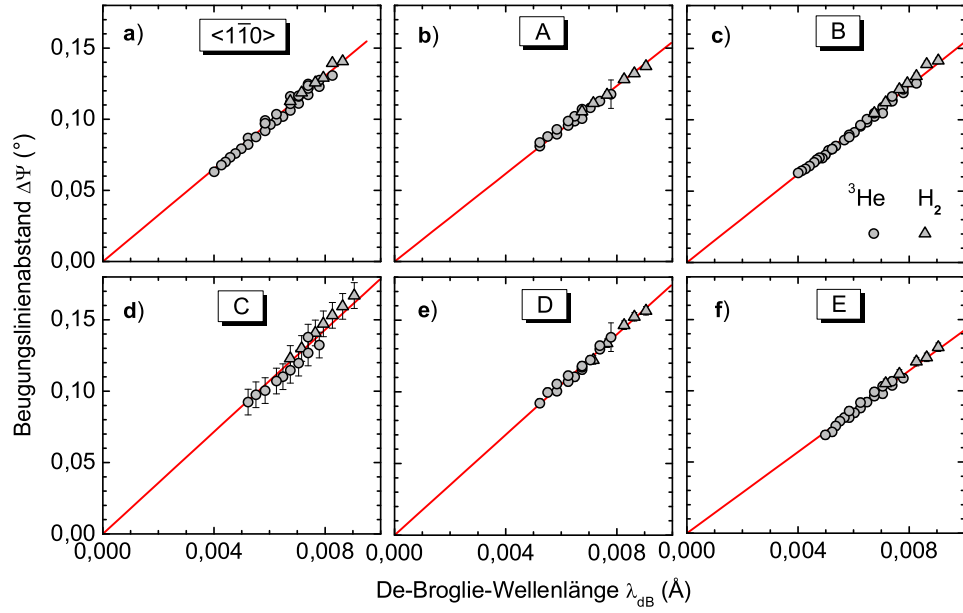 a) <11̅0>
b) A
c) B
0,15
0,10
0,05
0,00
³He H₂
d) C
e) D
f) E
0,15
0,10
0,05
0,00
0,000 0,004 0,008 0,000 0,004 0,008 0,000 0,004 0,008
Beugungslinienabstand ΔΨ (°)
De-Broglie-Wellenlänge λ_dB (Å)